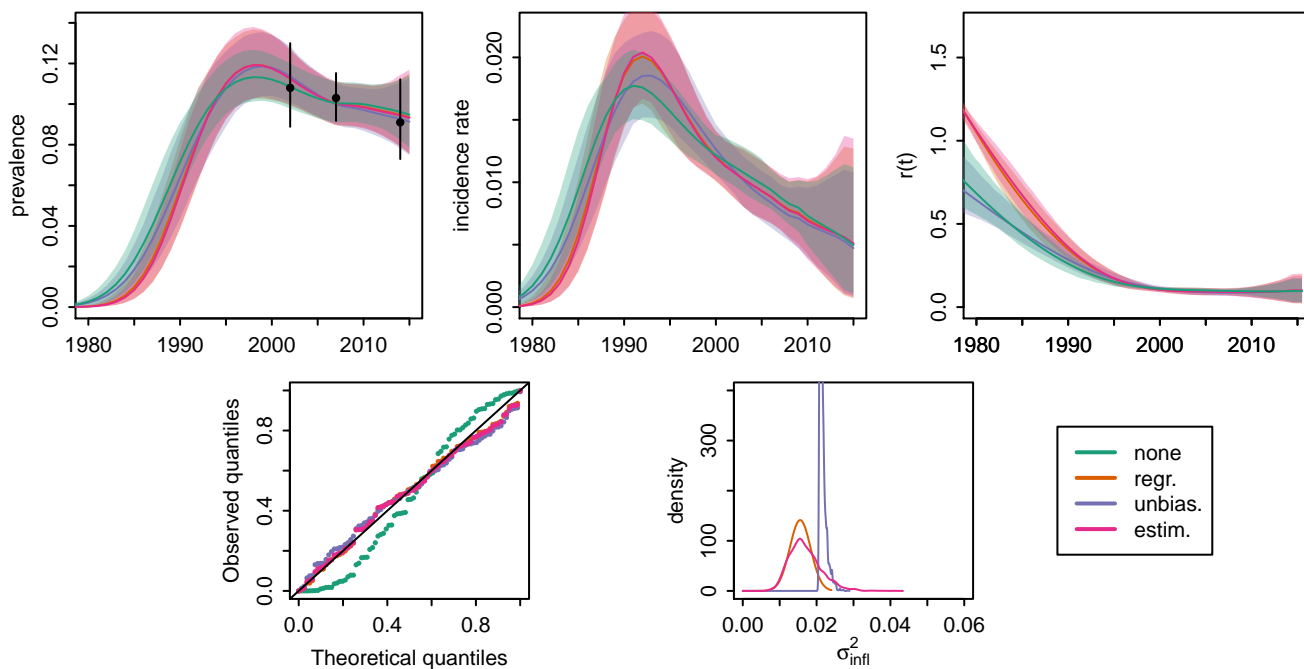 prevalence
0.00 0.04 0.08 0.12
1980 1990 2000 2010
incidence rate
0.000 0.010 0.020
1980 1990 2000 2010
r(t)
0.0 0.5 1.0 1.5
1980 1990 2000 2010
Observed quantiles
0.0 0.4 0.8
0.0 0.4 0.8
Theoretical quantiles
density
0 100 300
0.00 0.02 0.04 0.06
σ²infl
none
regr.
unbias.
estim.